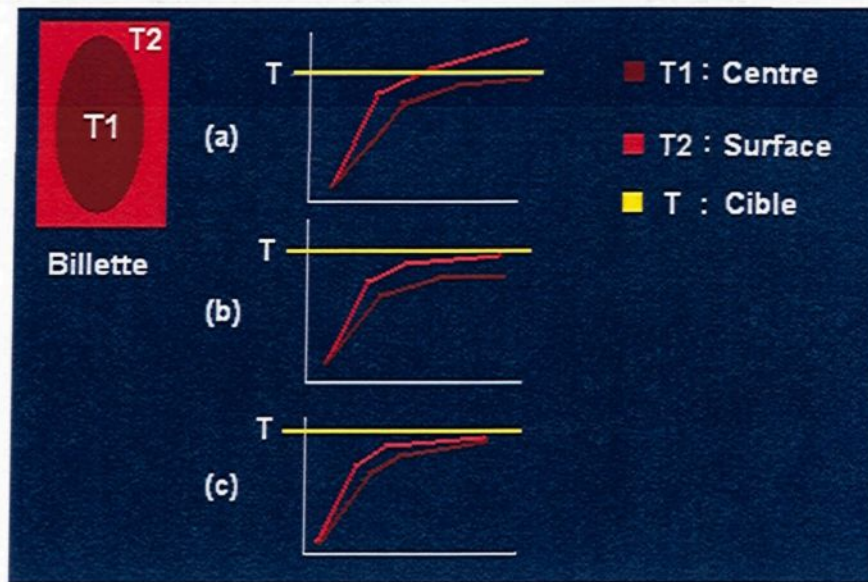 T2
T1
Billette
(a)
T
(b)
T
(c)
T
T1 : Centre
T2 : Surface
T : Cible